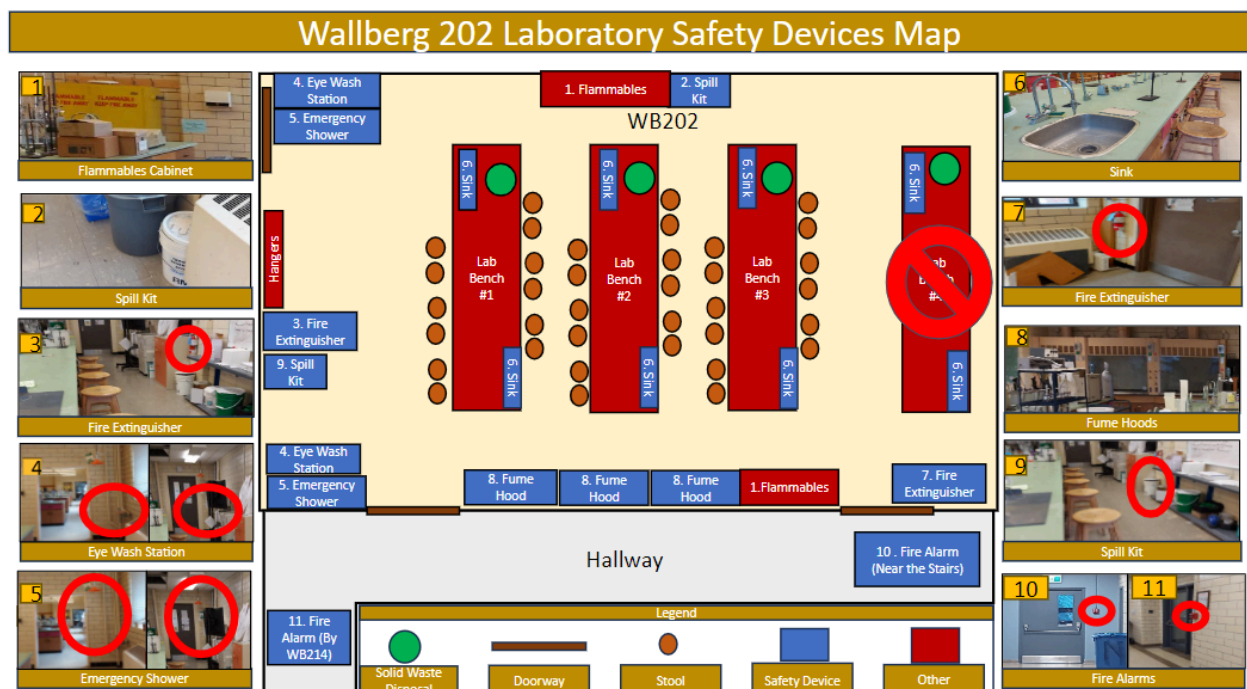 Wallberg 202 Laboratory Safety Devices Map
1
Flammables Cabinet
2
Spill Kit
3
Fire Extinguisher
4
Eye Wash Station
5
Emergency Shower
4. Eye Wash
Station
5. Emergency
Shower
1. Flammables
2. Spill
Kit
WB202
6. Sink
6. Sink
6. Sink
6. Sink
Hangers
Lab
Bench
#1
Lab
Bench
#2
Lab
Bench
#3
3. Fire
Extinguisher
9. Spill
Kit
6. Sink
6. Sink
6. Sink
6. Sink
4. Eye Wash
Station
5. Emergency
Shower
8. Fume
Hood
8. Fume
Hood
8. Fume
Hood
1.Flammables
7. Fire
Extinguisher
Hallway
10 . Fire Alarm
(Near the Stairs)
11. Fire
Alarm (By
WB214)
Legend
Solid Waste
Disposal
Doorway
Stool
Safety Device
Other
6
Sink
7
Fire Extinguisher
8
Fume Hoods
9
Spill Kit
10
11
Fire Alarms